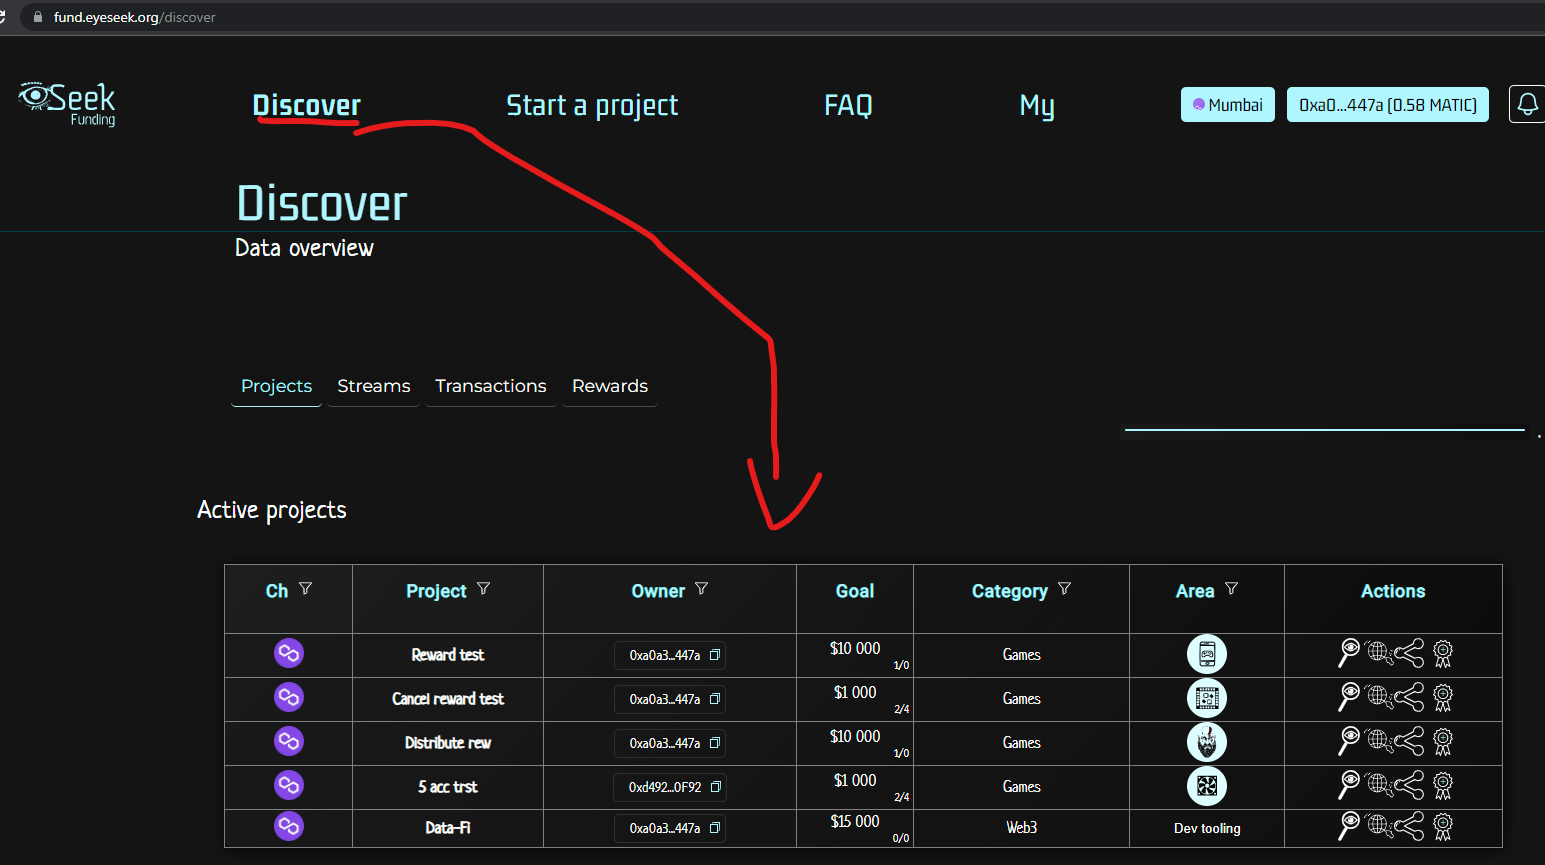 fund.eyeseek.org/discover
Seek
Funding
Discover
Start a project
FAQ
My
Mumbai
0xa0...447a (0.58 MATIC)
Discover
Data overview
Projects
Streams
Transactions
Rewards
Active projects
Ch Project Owner Goal Category Area Actions
Reward test 0xa0a3...447a $10 000 1/0 Games
Cancel reward test 0xa0a3...447a $1 000 2/4 Games
Distribute rew 0xa0a3...447a $10 000 1/0 Games
5 acc trst 0xd492...0F92 $1 000 2/4 Games
Data-Fi 0xa0a3...447a $15 000 0/0 Web3 Dev tooling